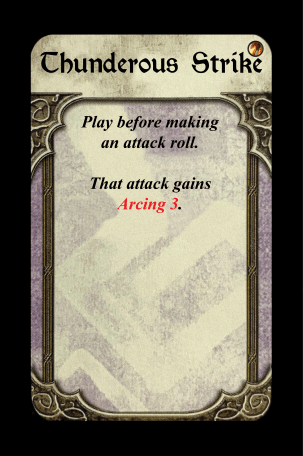 Thunderous Strike
Play before making
an attack roll.
That attack gains
Arcing 3.